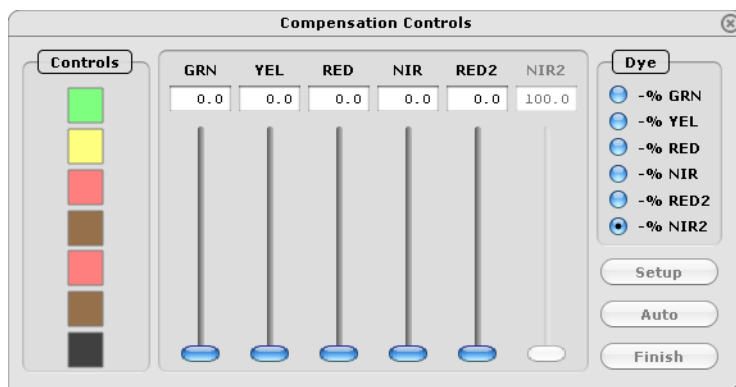 Compensation Controls
Controls
GRN YEL RED NIR RED2 NIR2
0.0 0.0 0.0 0.0 0.0 100.0
Dye
-% GRN
-% YEL
-% RED
-% NIR
-% RED2
-% NIR2
Setup
Auto
Finish